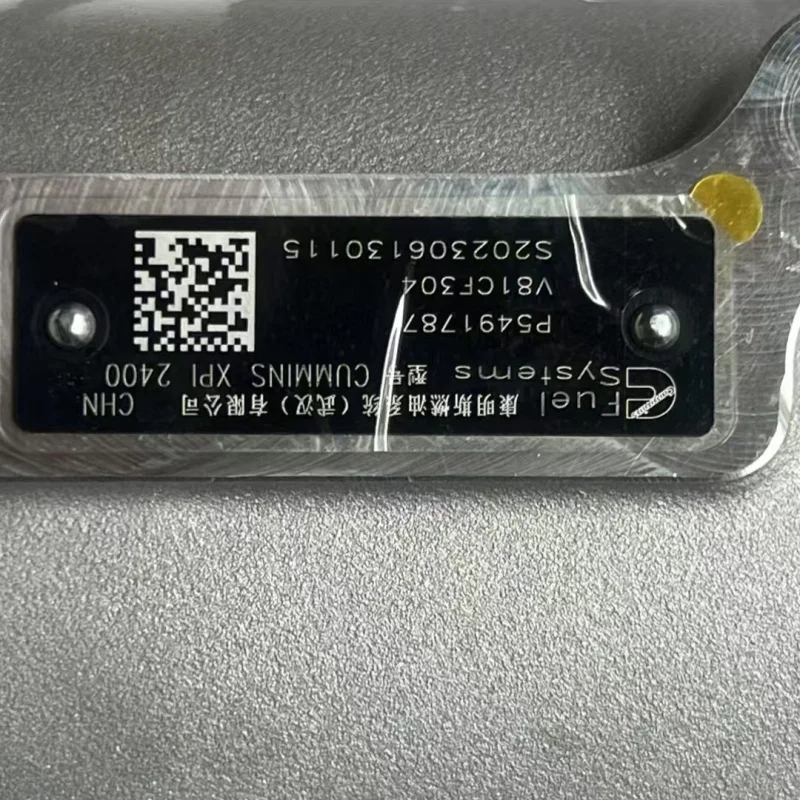 Cummins Fuel 康明斯燃油系统（武汉）有限公司 CHN
Systems 型号 CUMMINS XPI 2400
P5491787
V81CF304
S202306130115